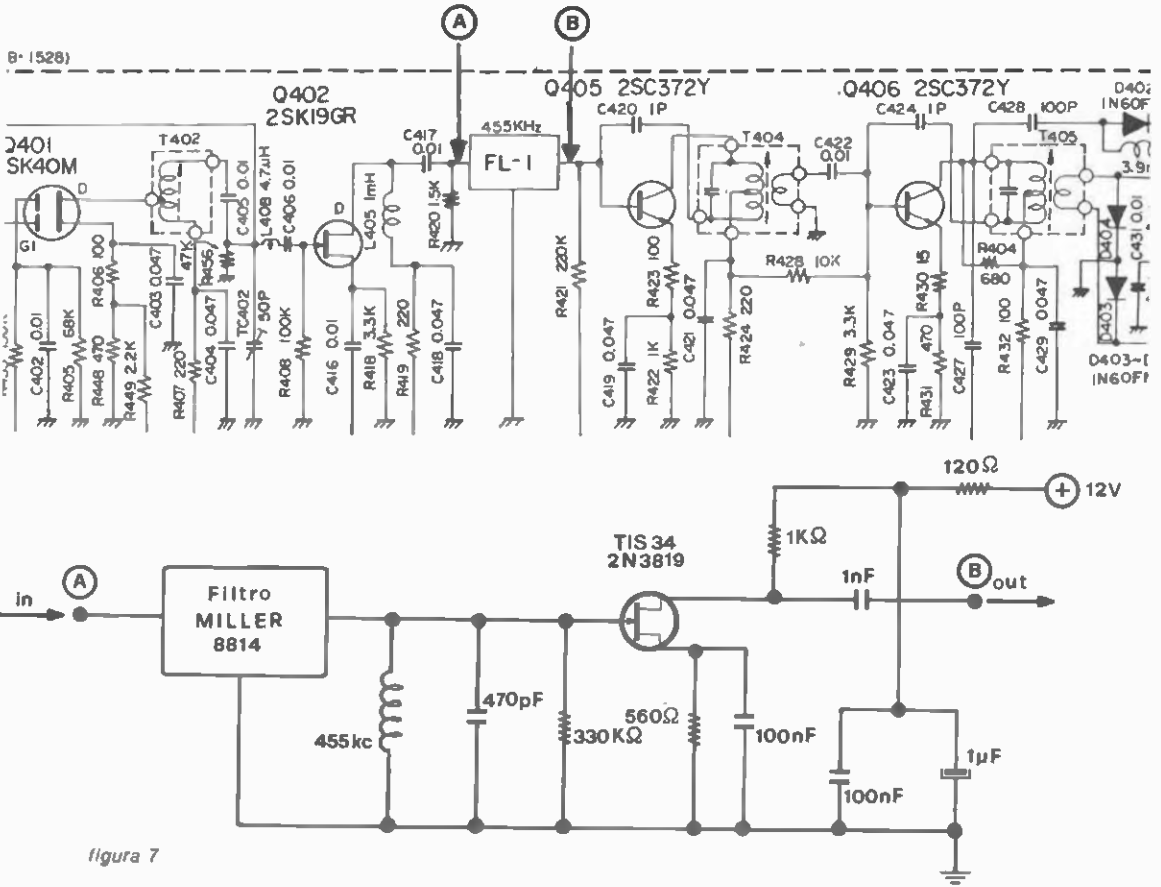 A
B
B-1528)
Q402
2SK19GR
Q405 2SC372Y
Q406 2SC372Y
D402
C420 1P
C424 1P
C428 100P
SK40M
T402
C417
0.01
455KHz
FL-1
T404
C422
0.01
T405
D
G1
C405 0.01
L408 4.7µH
C406 0.01
D
L405 1mH
R420 1.5K
R406 100
C403 0.047
47K
R456
R428 10K
R404
680
D404
C431 0.01
C402 0.01
R405 68K
R448 470
R449 2.2K
R407 220
C404 0.047
TC402
50P
R408 100K
C416 0.01
R418 3.3K
R419 220
C418 0.047
R421 220K
R423 100
C419 0.047
R422 1K
C421 0.047
R424 220
R429 3.3K
C423 0.047
R430 15
R431 470
C427 100P
R432 100
C429 0.047
D403
120Ω
+ 12V
TIS34
2N3819
1KΩ
1nF
in
A
Filtro
MILLER
8814
B
out
455kc
470pF
330KΩ
560Ω
100nF
100nF
1µF
figura 7